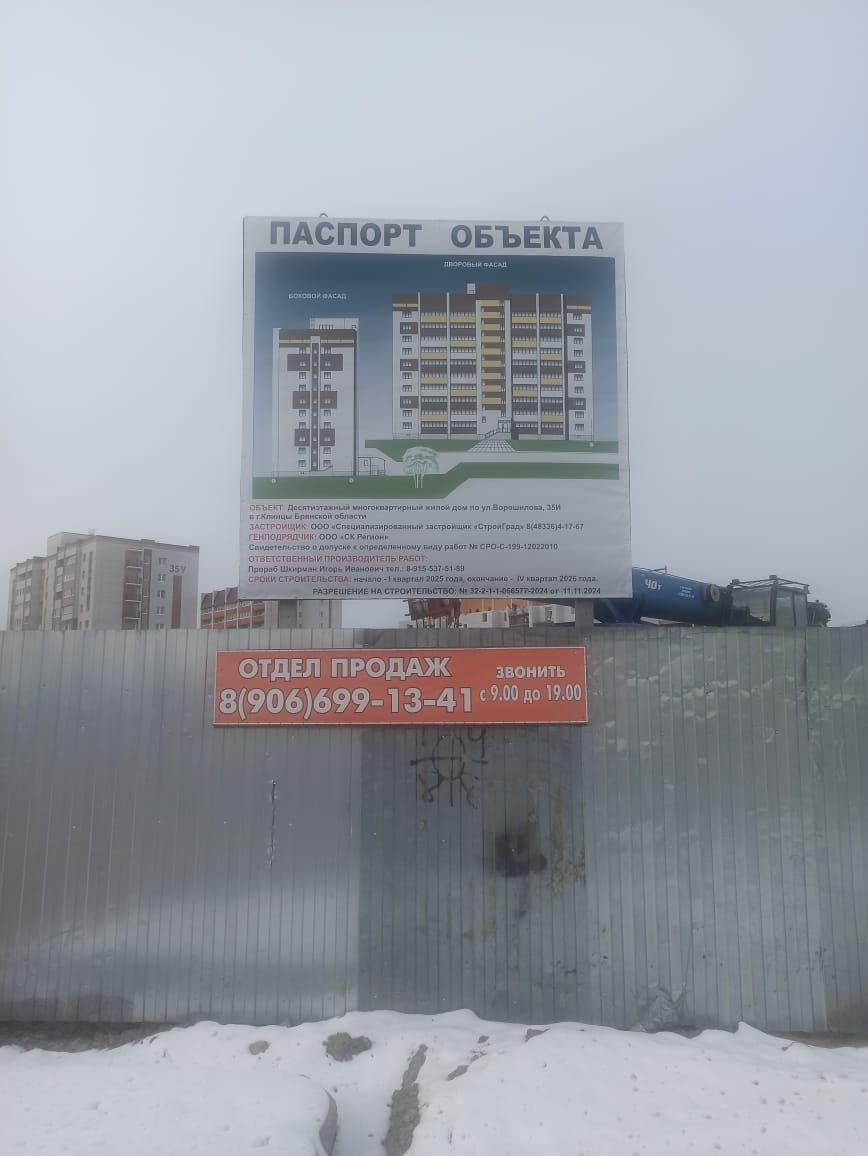 ПАСПОРТ ОБЪЕКТА
ДВОРОВЫЙ ФАСАД
БОКОВОЙ ФАСАД
ОБЪЕКТ: Десятиэтажный многоквартирный жилой дом по ул.Ворошилова, 35И
в г.Клинцы Брянской области
ЗАСТРОЙЩИК: ООО «Специализированный застройщик «СтройГрад» 8(48336)4-17-67
ГЕНПОДРЯДЧИК: ООО «СК Регион»
Свидетельство о допуске к определенному виду работ № СРО-С-199-12022010
ОТВЕТСТВЕННЫЙ ПРОИЗВОДИТЕЛЬ РАБОТ:
Прораб Шкирман Игорь Иванович тел.: 8-915-537-51-89
СРОКИ СТРОИТЕЛЬСТВА: начало - I квартал 2025 года, окончание - IV квартал 2026 года.
РАЗРЕШЕНИЕ НА СТРОИТЕЛЬСТВО: № 32-2-1-1-066577-2024 от 11.11.2024
35У
40т
ОТДЕЛ ПРОДАЖ ЗВОНИТЬ
8(906)699-13-41 с 9.00 до 19.00